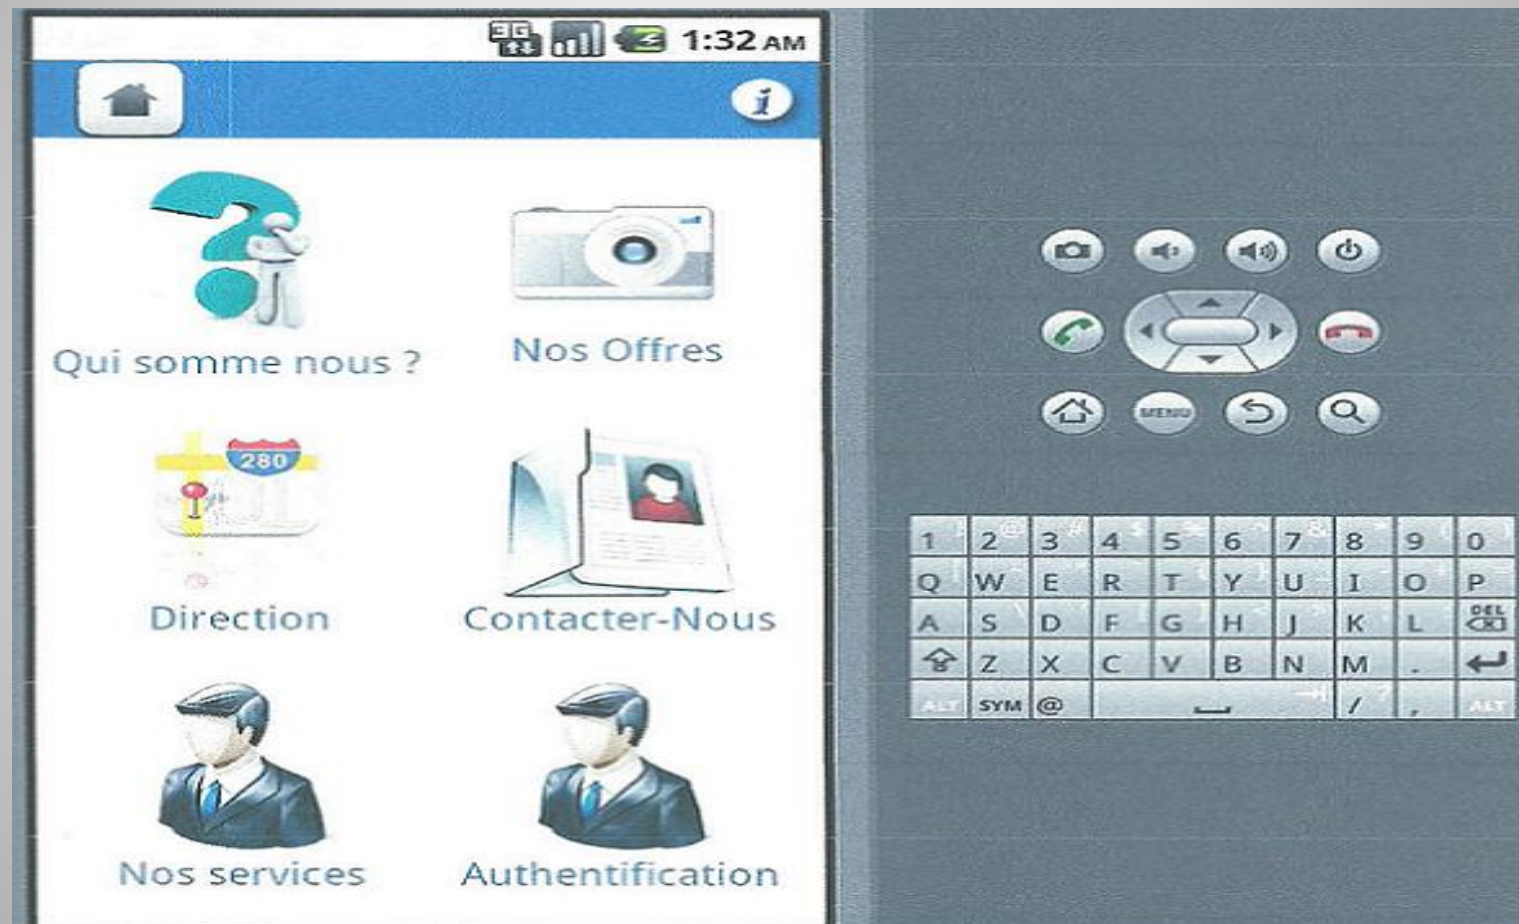 3G 1:32 AM
Qui somme nous ?
Nos Offres
280
Direction
Contacter-Nous
Nos services
Authentification
MENU
1 2 @ 3 # 4 $ 5 % 6 ^ 7 & 8 * 9 ( 0 )
Q W E R T Y U I O P
A S D F G H J K L DEL
Z X C V B N M .
ALT SYM @ / ? , ALT